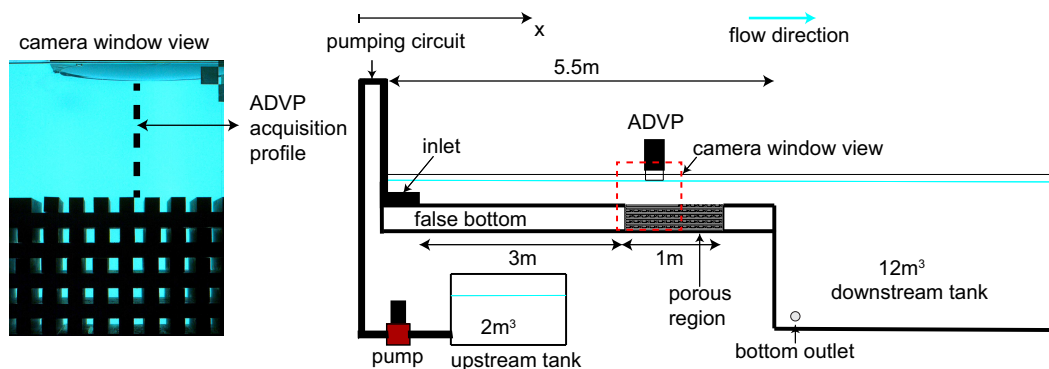 camera window view
ADVP
acquisition
profile
pumping circuit
x
flow direction
5.5m
ADVP
inlet
camera window view
false bottom
3m
1m
12m³
downstream tank
porous
region
2m³
pump
upstream tank
bottom outlet